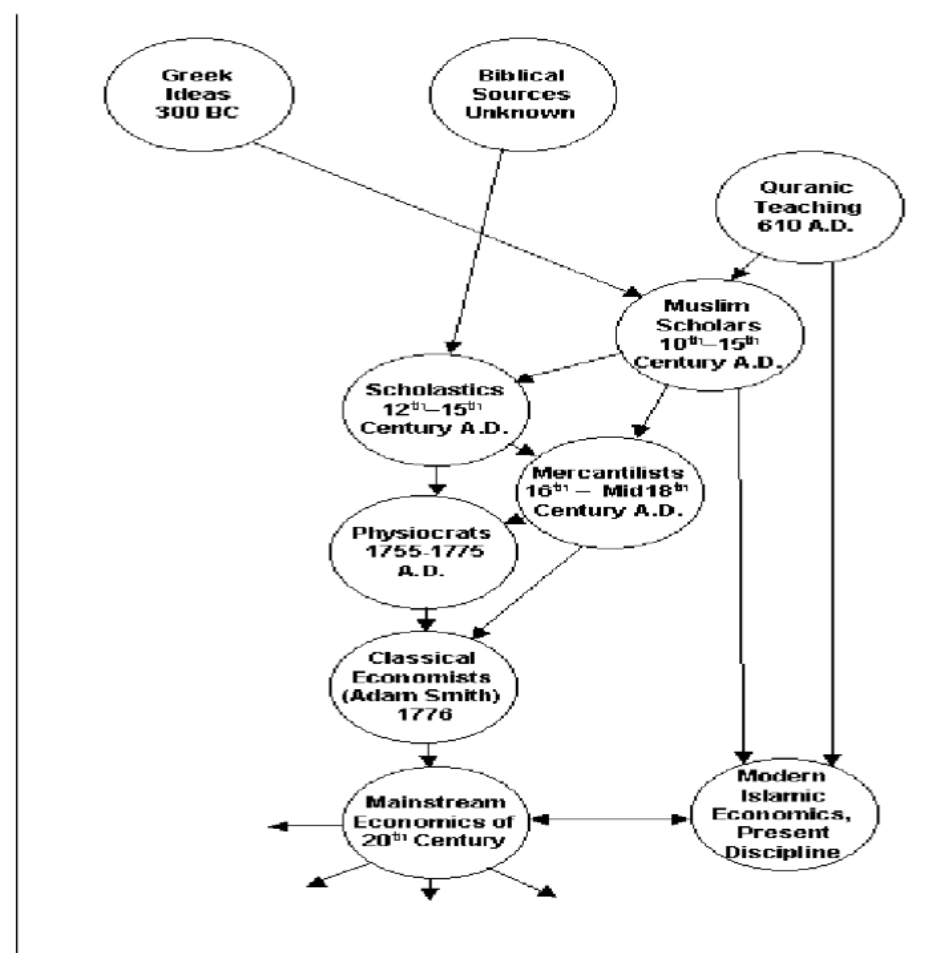 Greek
Ideas
300 BC
Biblical
Sources
Unknown
Quranic
Teaching
610 A.D.
Muslim
Scholars
10th–15th
Century A.D.
Scholastics
12th–15th
Century A.D.
Mercantilists
16th – Mid18th
Century A.D.
Physiocrats
1755-1775
A.D.
Classical
Economists
(Adam Smith)
1776
Mainstream
Economics of
20th Century
Modern
Islamic
Economics,
Present
Discipline